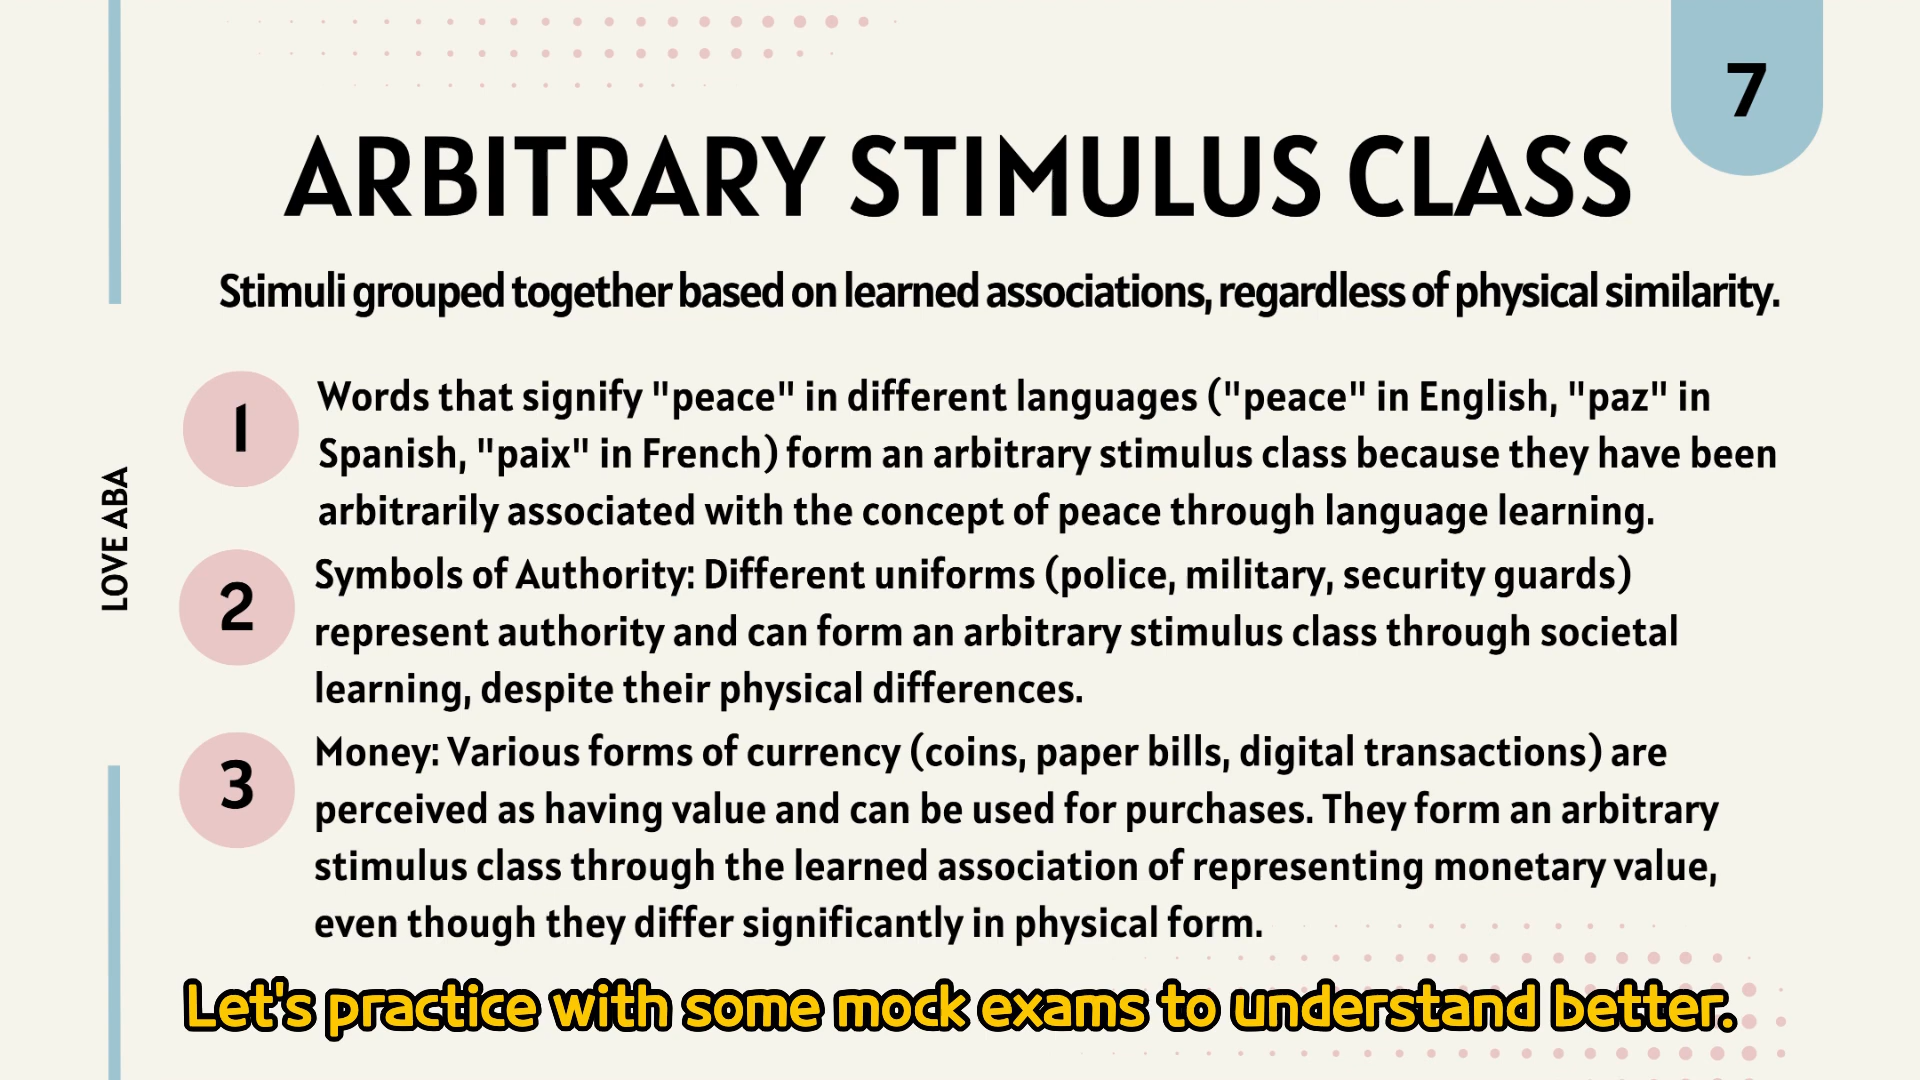 7
ARBITRARY STIMULUS CLASS
Stimuli grouped together based on learned associations, regardless of physical similarity.
1
Words that signify "peace" in different languages ("peace" in English, "paz" in
Spanish, "paix" in French) form an arbitrary stimulus class because they have been
arbitrarily associated with the concept of peace through language learning.
LOVE ABA
2
Symbols of Authority: Different uniforms (police, military, security guards)
represent authority and can form an arbitrary stimulus class through societal
learning, despite their physical differences.
3
Money: Various forms of currency (coins, paper bills, digital transactions) are
perceived as having value and can be used for purchases. They form an arbitrary
stimulus class through the learned association of representing monetary value,
even though they differ significantly in physical form.
Let's practice with some mock exams to understand better.